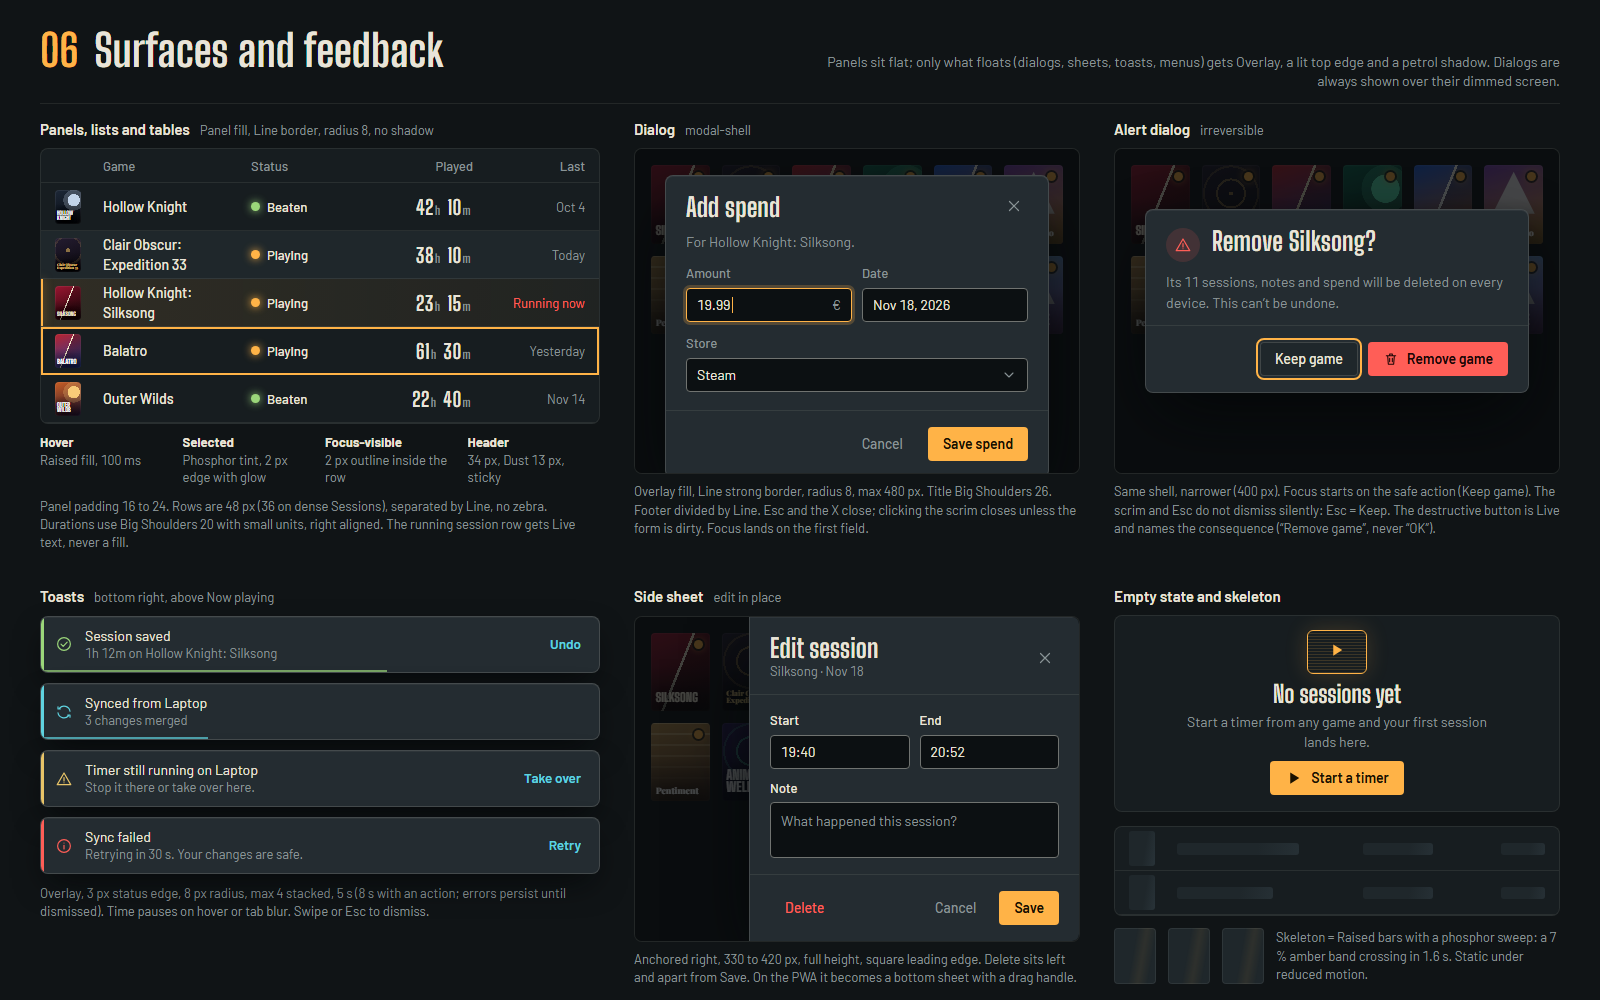 06 Surfaces and feedback
Panels sit flat; only what floats (dialogs, sheets, toasts, menus) gets Overlay, a lit top edge and a petrol shadow. Dialogs are
always shown over their dimmed screen.
Panels, lists and tables Panel fill, Line border, radius 8, no shadow
Game Status Played Last
Hollow Knight Beaten 42h 10m Oct 4
Clair Obscur:
Expedition 33 Playing 38h 10m Today
Hollow Knight:
Silksong Playing 23h 15m Running now
Balatro Playing 61h 30m Yesterday
Outer Wilds Beaten 22h 40m Nov 14
Hover
Raised fill, 100 ms
Selected
Phosphor tint, 2 px
edge with glow
Focus-visible
2 px outline inside the
row
Header
34 px, Dust 13 px,
sticky
Panel padding 16 to 24. Rows are 48 px (36 on dense Sessions), separated by Line, no zebra.
Durations use Big Shoulders 20 with small units, right aligned. The running session row gets Live
text, never a fill.
Dialog modal-shell
Add spend
For Hollow Knight: Silksong.
Amount Date
19.99 € Nov 18, 2026
Store
Steam
Cancel Save spend
Overlay fill, Line strong border, radius 8, max 480 px. Title Big Shoulders 26.
Footer divided by Line. Esc and the X close; clicking the scrim closes unless the
form is dirty. Focus lands on the first field.
Alert dialog irreversible
Remove Silksong?
Its 11 sessions, notes and spend will be deleted on every
device. This can't be undone.
Keep game Remove game
Same shell, narrower (400 px). Focus starts on the safe action (Keep game). The
scrim and Esc do not dismiss silently: Esc = Keep. The destructive button is Live
and names the consequence ("Remove game", never "OK").
Toasts bottom right, above Now playing
Session saved
1h 12m on Hollow Knight: Silksong
Undo
Synced from Laptop
3 changes merged
Timer still running on Laptop
Stop it there or take over here.
Take over
Sync failed
Retrying in 30 s. Your changes are safe.
Retry
Overlay, 3 px status edge, 8 px radius, max 4 stacked, 5 s (8 s with an action; errors persist until
dismissed). Time pauses on hover or tab blur. Swipe or Esc to dismiss.
Side sheet edit in place
SILKSONG
Pentiment
Edit session
Silksong · Nov 18
Start End
19:40 20:52
Note
What happened this session?
Delete Cancel Save
Anchored right, 330 to 420 px, full height, square leading edge. Delete sits left
and apart from Save. On the PWA it becomes a bottom sheet with a drag handle.
Empty state and skeleton
No sessions yet
Start a timer from any game and your first session
lands here.
Start a timer
Skeleton = Raised bars with a phosphor sweep: a 7
% amber band crossing in 1.6 s. Static under
reduced motion.